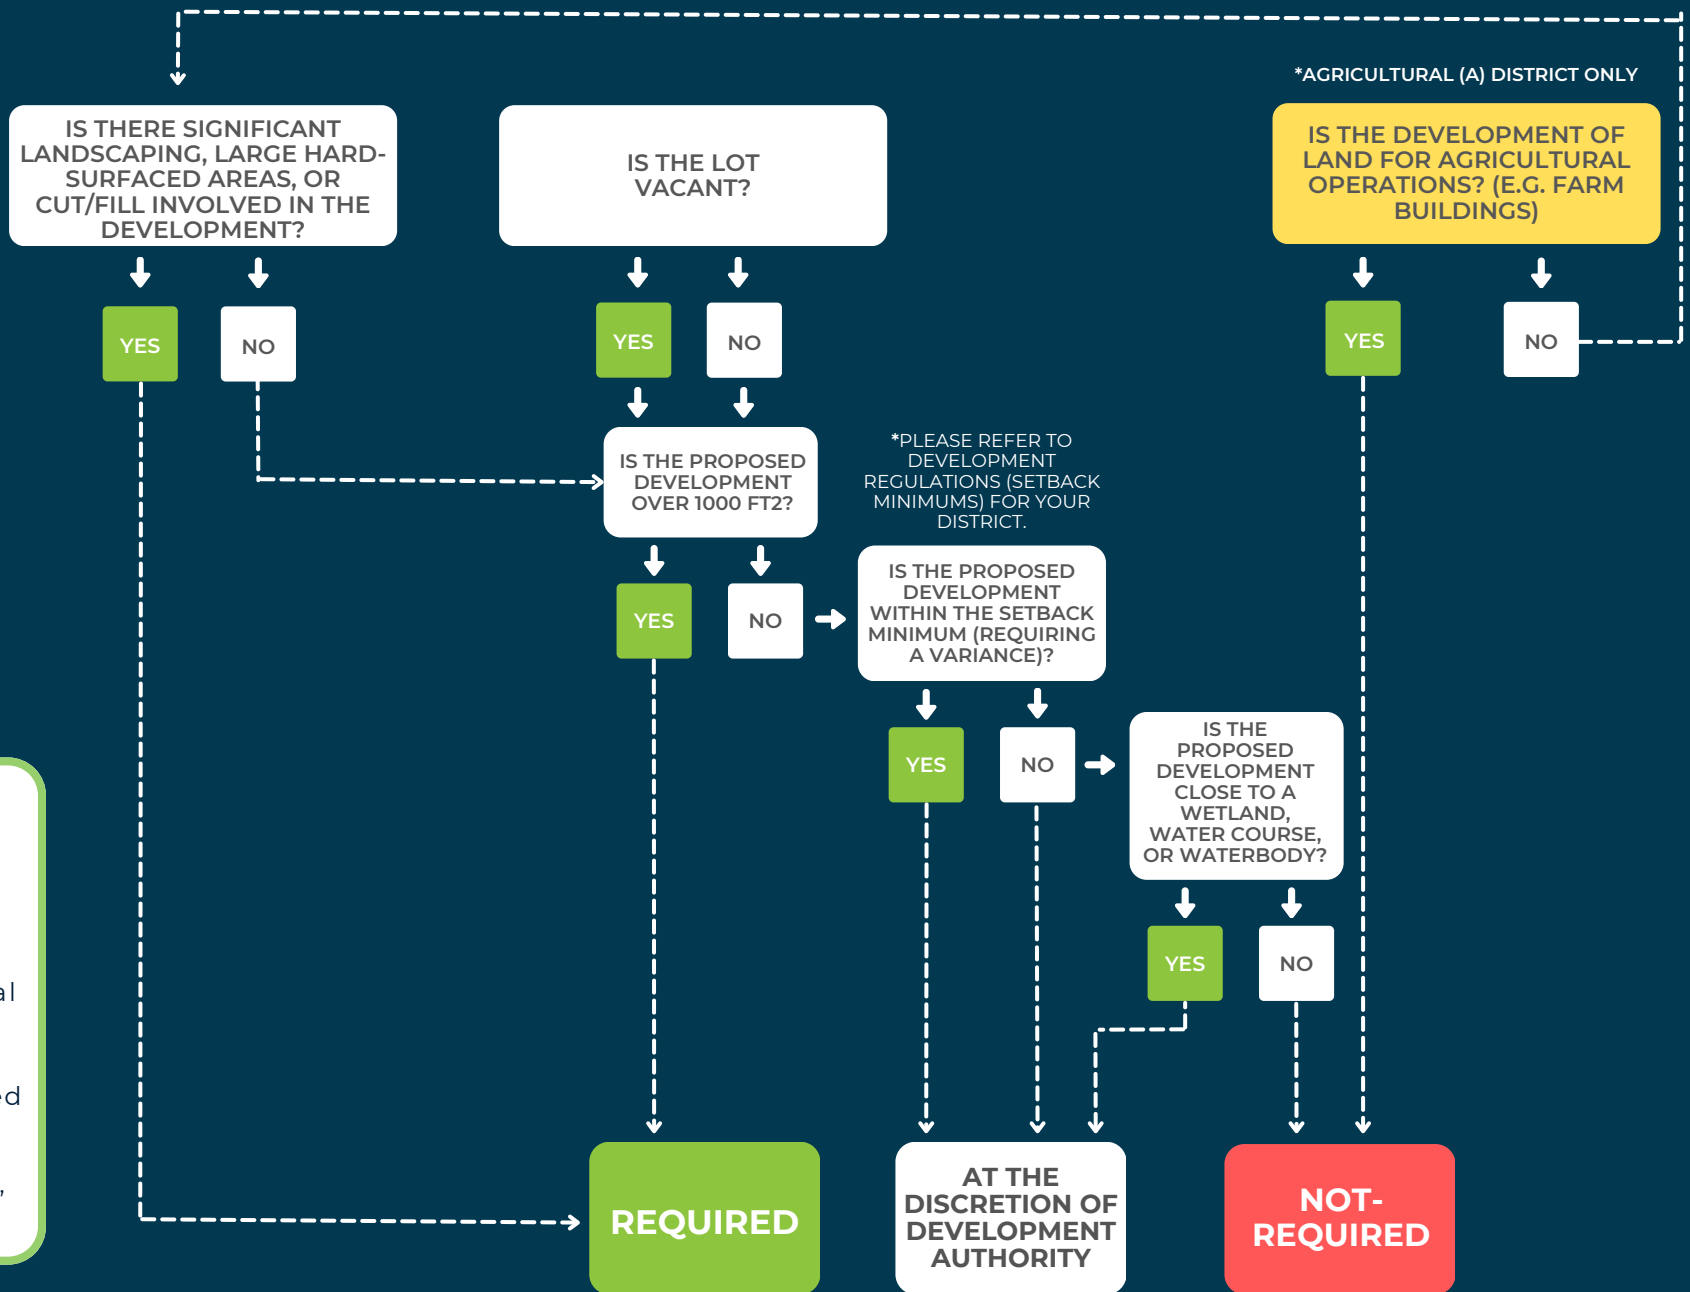 *AGRICULTURAL (A) DISTRICT ONLY
IS THERE SIGNIFICANT
LANDSCAPING, LARGE HARD-
SURFACED AREAS, OR
CUT/FILL INVOLVED IN THE
DEVELOPMENT?
IS THE LOT
VACANT?
IS THE DEVELOPMENT OF
LAND FOR AGRICULTURAL
OPERATIONS? (E.G. FARM
BUILDINGS)
YES
NO
YES
NO
YES
NO
IS THE PROPOSED
DEVELOPMENT
OVER 1000 FT2?
*PLEASE REFER TO
DEVELOPMENT
REGULATIONS (SETBACK
MINIMUMS) FOR YOUR
DISTRICT.
YES
NO
IS THE PROPOSED
DEVELOPMENT
WITHIN THE SETBACK
MINIMUM (REQUIRING
A VARIANCE)?
YES
NO
IS THE
PROPOSED
DEVELOPMENT
CLOSE TO A
WETLAND,
WATER COURSE,
OR WATERBODY?
YES
NO
al
ed
,
REQUIRED
AT THE
DISCRETION OF
DEVELOPMENT
AUTHORITY
NOT-
REQUIRED